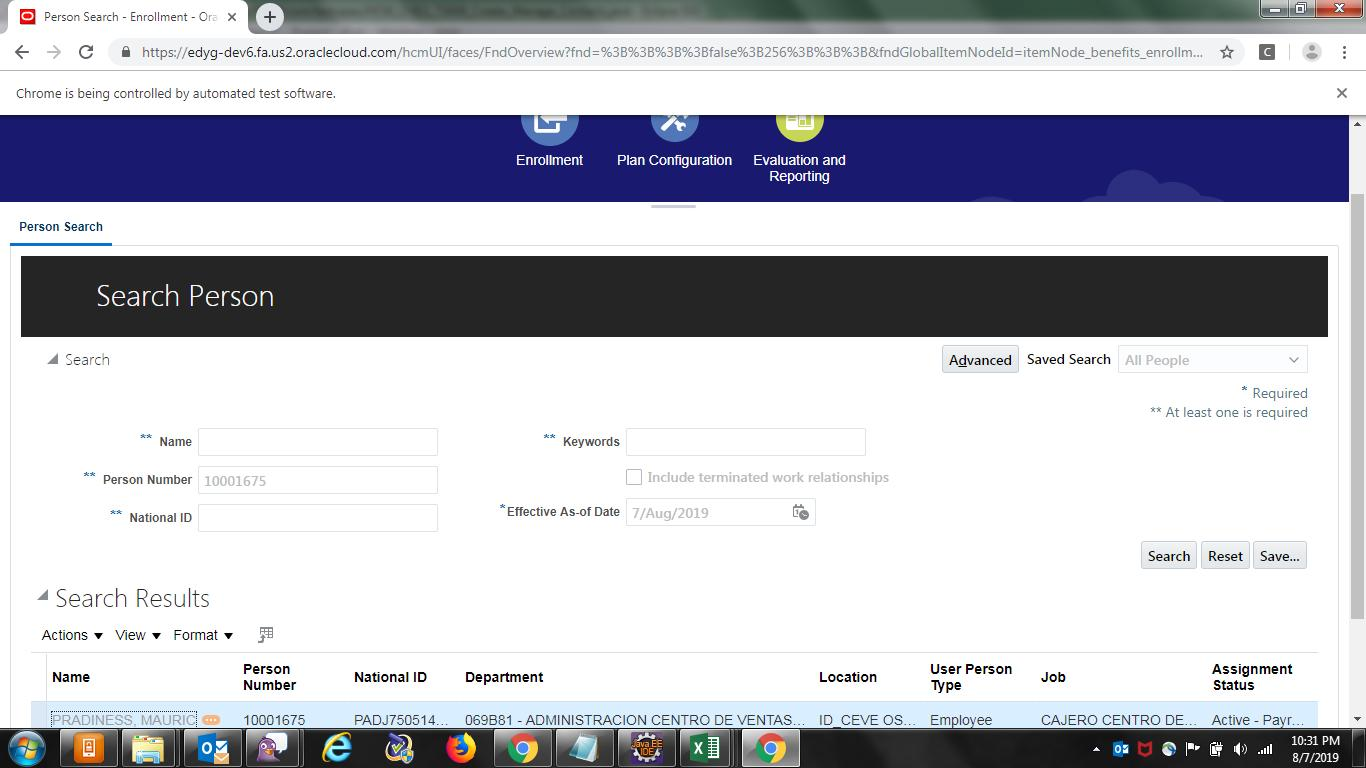 Person Search - Enrollment - Ora
https://edyg-dev6.fa.us2.oraclecloud.com/hcmUI/faces/FndOverview?fnd=%3B%3B%3B%3Bfalse%3B256%3B%3B%3B&fndGlobalItemNodeId=itemNode_benefits_enrollm...
C
Chrome is being controlled by automated test software.
Enrollment
Plan Configuration
Evaluation and Reporting
Person Search
Search Person
Search
Advanced
Saved Search
All People
* Required
** At least one is required
** Name
** Keywords
** Person Number
10001675
Include terminated work relationships
** National ID
*Effective As-of Date
7/Aug/2019
Search
Reset
Save...
Search Results
Actions
View
Format
Name
Person Number
National ID
Department
Location
User Person Type
Job
Assignment Status
PRADINESS, MAURIC
10001675
PADJ750514...
069B81 - ADMINISTRACION CENTRO DE VENTAS...
ID_CEVE OS...
Employee
CAJERO CENTRO DE...
Active - Payr...
Java EE
IDE
10:31 PM
8/7/2019